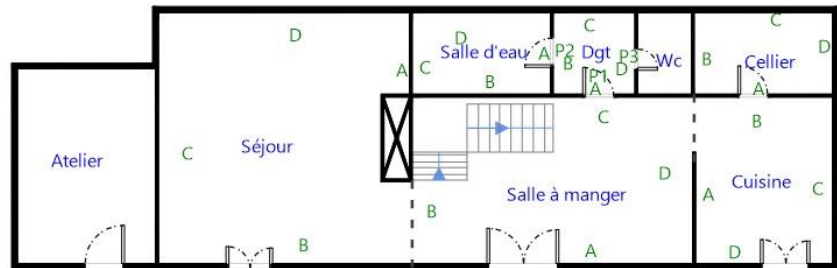 D
C
D
Salle d'eau
A
P2
Dgt
P3
Wc
C
D
B
Cellier
A
C
B
B
D
P1
A
A
C
B
Atelier
C
Séjour
Salle à manger
D
Cuisine
A
C
B
B
A
D